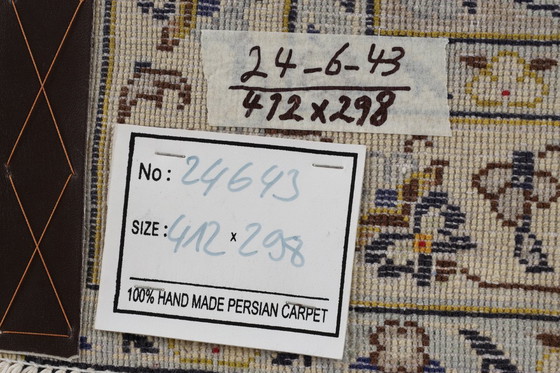 24-6-43
412x298
No: 24643
SIZE: 412 x 298
100% HAND MADE PERSIAN CARPET